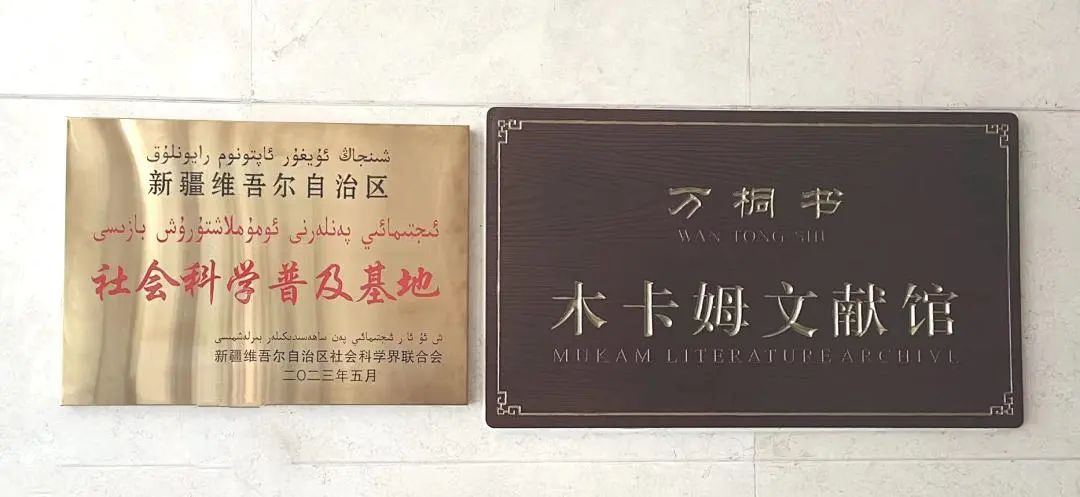 شىنجاڭ ئۇيغۇر ئاپتونوم رايونلۇق
新疆维吾尔自治区
ئىجتىمائىي پەنلەرنى ئومۇملاشتۇرۇش بازىسى
社会科学普及基地
ش ئۇ ئا ر ئىجتىمائىي پەن ساھەسىدىكىلەر بىرلەشمىسى
新疆维吾尔自治区社会科学界联合会
二〇二三年五月
万桐书
WAN TONG SHU
木卡姆文献馆
MUKAM LITERATURE ARCHIVE